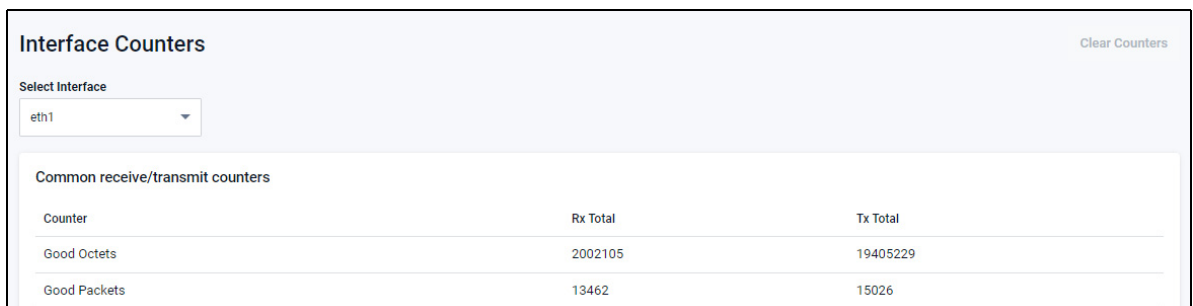 Interface Counters
Clear Counters
Select Interface
eth1
Common receive/transmit counters
Counter Rx Total Tx Total
Good Octets 2002105 19405229
Good Packets 13462 15026